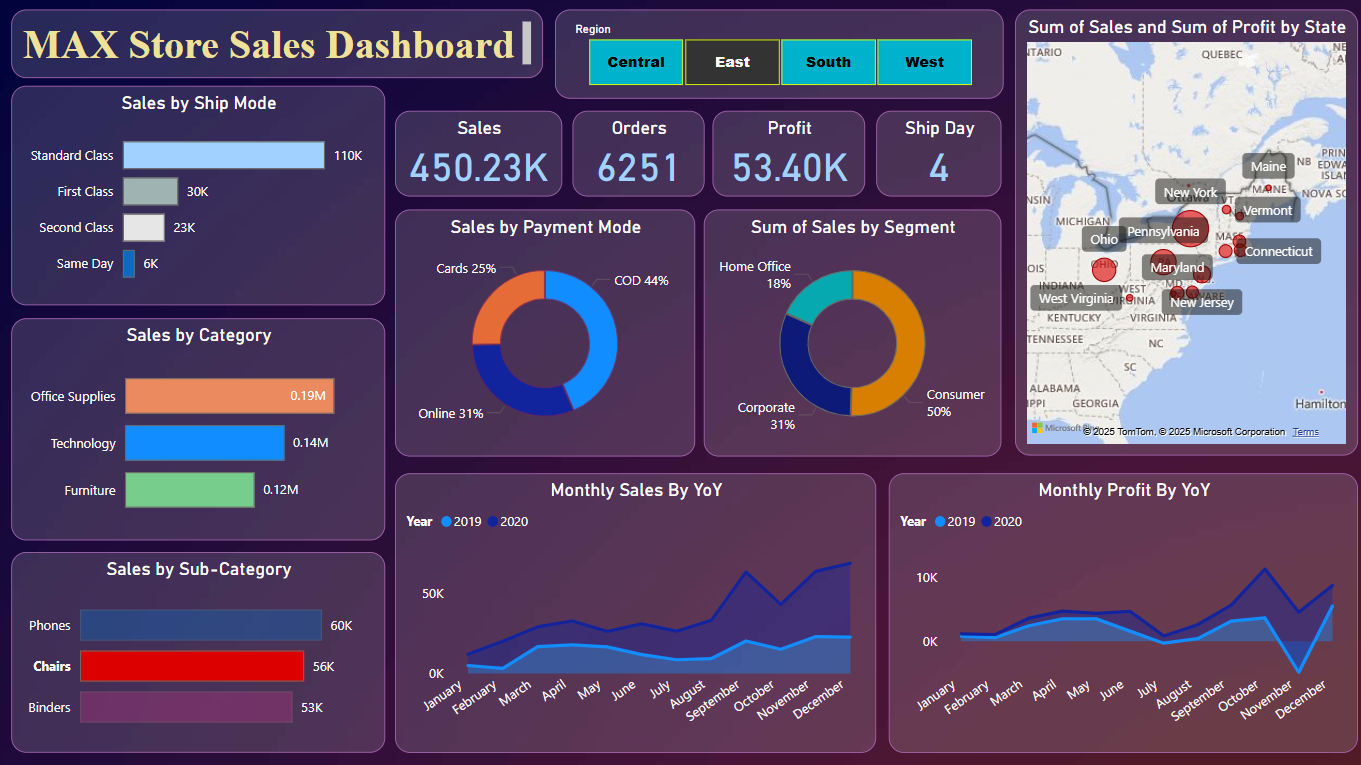 MAX Store Sales Dashboard
Region
Central
East
South
West
Sum of Sales and Sum of Profit by State
Sales by Ship Mode
Standard Class
110K
First Class
30K
Second Class
23K
Same Day
6K
Sales
450.23K
Orders
6251
Profit
53.40K
Ship Day
4
Sales by Category
Office Supplies
0.19M
Technology
0.14M
Furniture
0.12M
Sales by Sub-Category
Phones
60K
Chairs
56K
Binders
53K
Sales by Payment Mode
Cards 25%
COD 44%
Online 31%
Sum of Sales by Segment
Home Office
18%
Corporate
31%
Consumer
50%
QUEBEC
Maine
NB
MAINE
NOVA
New York
Ottawa
MICHIGAN
Vermont
Pennsylvania
Ohio
MASS
OHIO
Connecticut
Maryland
INDIANA
WEST
VIRGINIA
West Virginia
New Jersey
KENTUCKY
VIRGINIA
TENNESSEE
NC
SC
ALABAMA
GEORGIA
Hamilton
© 2025 TomTom, © 2025 Microsoft Corporation Terms
Monthly Sales By YoY
Year 2019 2020
50K
0K
January
February
March
April
May
June
July
August
September
October
November
December
Monthly Profit By YoY
Year 2019 2020
10K
0K
January
February
March
April
May
June
July
August
September
October
November
December